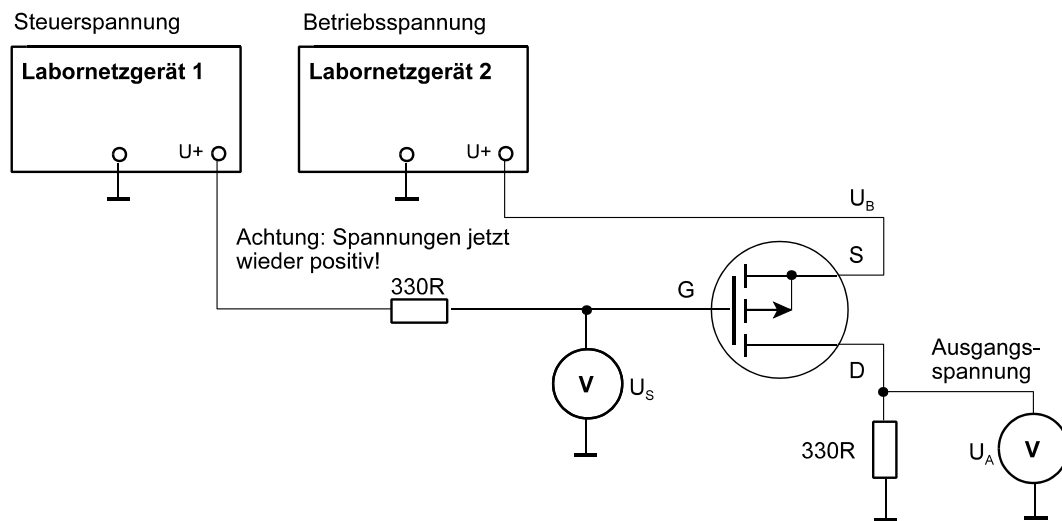 Steuerspannung
Betriebsspannung
Labornetzgerät 1
Labornetzgerät 2
U+
U+
U_B
Achtung: Spannungen jetzt
wieder positiv!
S
330R
G
D
Ausgangs-
spannung
V
U_S
330R
U_A
V